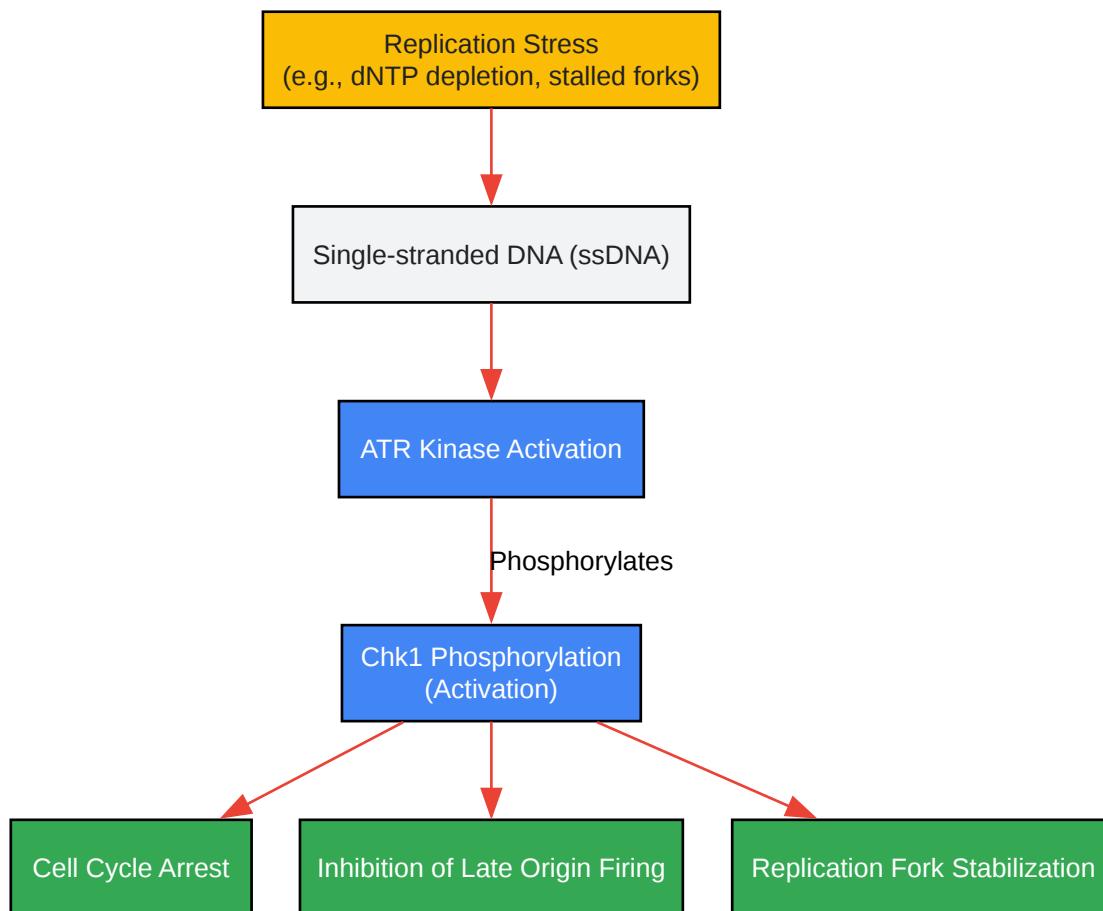 Replication Stress
(e.g., dNTP depletion, stalled forks)
Single-stranded DNA (ssDNA)
ATR Kinase Activation
Phosphorylates
Chk1 Phosphorylation
(Activation)
Cell Cycle Arrest
Inhibition of Late Origin Firing
Replication Fork Stabilization